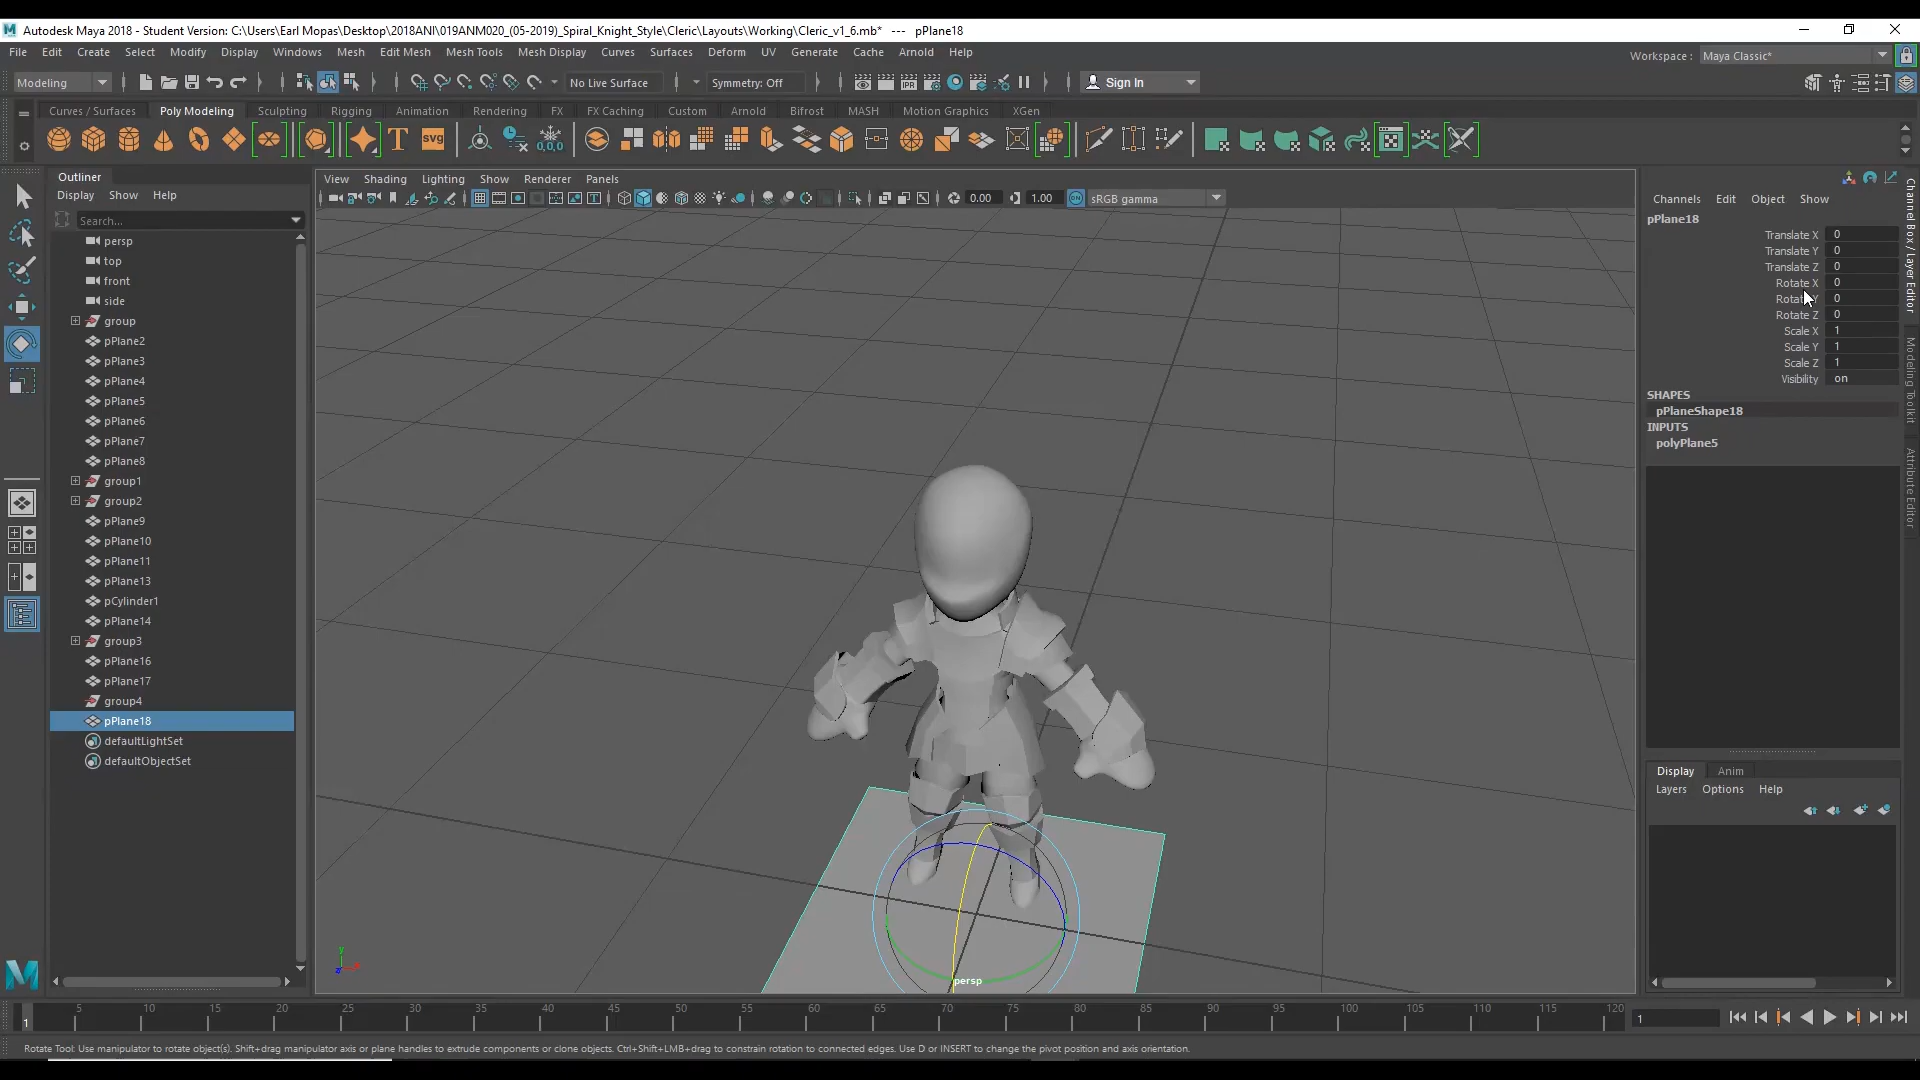 Autodesk Maya 2018 - Student Version: C:\Users\Earl Mopas\Desktop\2018ANI\019ANM020_(05-2019)_Spiral_Knight_Style\Cleric\Layouts\Working\Cleric_v1_6.mb* --- pPlane18
File Edit Create Select Modify Display Windows Mesh Edit Mesh Mesh Tools Mesh Display Curves Surfaces Deform UV Generate Cache Arnold Help
Workspace : Maya Classic*
Modeling No Live Surface Symmetry: Off Sign In
Curves / Surfaces Poly Modeling Sculpting Rigging Animation Rendering FX FX Caching Custom Arnold Bifrost MASH Motion Graphics XGen
Outliner
Display Show Help
Search...
persp
top
front
side
group
pPlane2
pPlane3
pPlane4
pPlane5
pPlane6
pPlane7
pPlane8
group1
group2
pPlane9
pPlane10
pPlane11
pPlane13
pCylinder1
pPlane14
group3
pPlane16
pPlane17
group4
pPlane18
defaultLightSet
defaultObjectSet
View Shading Lighting Show Renderer Panels
0.00 1.00 ON sRGB gamma
persp
Channels Edit Object Show
pPlane18
Translate X 0
Translate Y 0
Translate Z 0
Rotate X 0
Rotate Y 0
Rotate Z 0
Scale X 1
Scale Y 1
Scale Z 1
Visibility on
SHAPES
pPlaneShape18
INPUTS
polyPlane5
Channel Box / Layer Editor
Modeling Toolkit
Attribute Editor
Display Anim
Layers Options Help
1 5 10 15 20 25 30 35 40 45 50 55 60 65 70 75 80 85 90 95 100 105 110 115 120
1
Rotate Tool: Use manipulator to rotate object(s). Shift+drag manipulator axis or plane handles to extrude components or clone objects. Ctrl+Shift+LMB+drag to constrain rotation to connected edges. Use D or INSERT to change the pivot position and axis orientation.